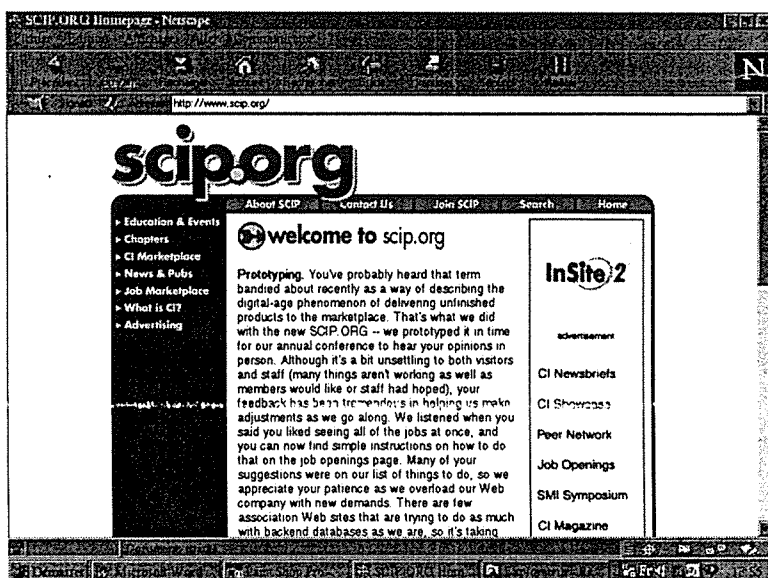 SCIP.ORG Homepage - Netscape
N
http://www.scip.org/
scip.org
About SCIP Contact Us Join SCIP Search Home
Education & Events
Chapters
CI Marketplace
News & Pubs
Job Marketplace
What is CI?
Advertising
welcome to scip.org
Prototyping. You've probably heard that term
bandied about recently as a way of describing the
digital-age phenomenon of delivering unfinished
products to the marketplace. That's what we did
with the new SCIP.ORG -- we prototyped it in time
for our annual conference to hear your opinions in
person. Although it's a bit unsettling to both visitors
and staff (many things aren't working as well as
members would like or staff had hoped), your
feedback has been tremendous in helping us make
adjustments as we go along. We listened when you
said you liked seeing all of the jobs at once, and
you can now find simple instructions on how to do
that on the job openings page. Many of your
suggestions were on our list of things to do, so we
appreciate your patience as we overload our Web
company with new demands. There are few
association Web sites that are trying to do as much
with backend databases as we are, so it's taking
InSite 2
advertisement
CI Newsbriefs
CI Showcase
Peer Network
Job Openings
SMI Symposium
CI Magazine